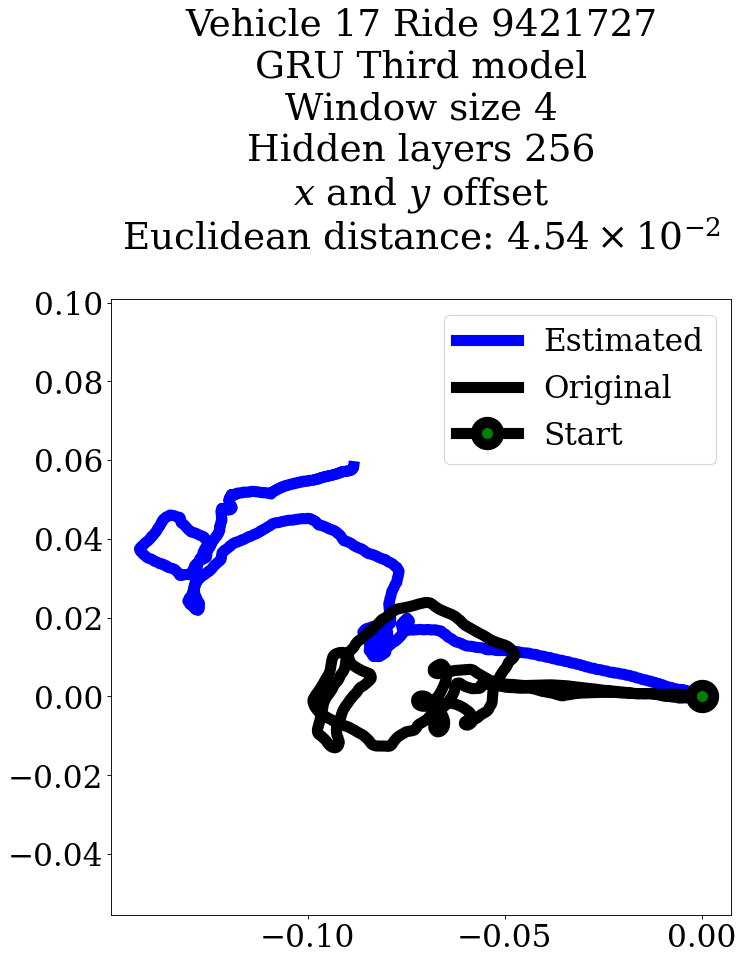 Vehicle 17 Ride 9421727
GRU Third model
Window size 4
Hidden layers 256
x and y offset
Euclidean distance: 4.54 × 10⁻²
Estimated
Original
Start
0.10
0.08
0.06
0.04
0.02
0.00
−0.02
−0.04
−0.10 −0.05 0.00